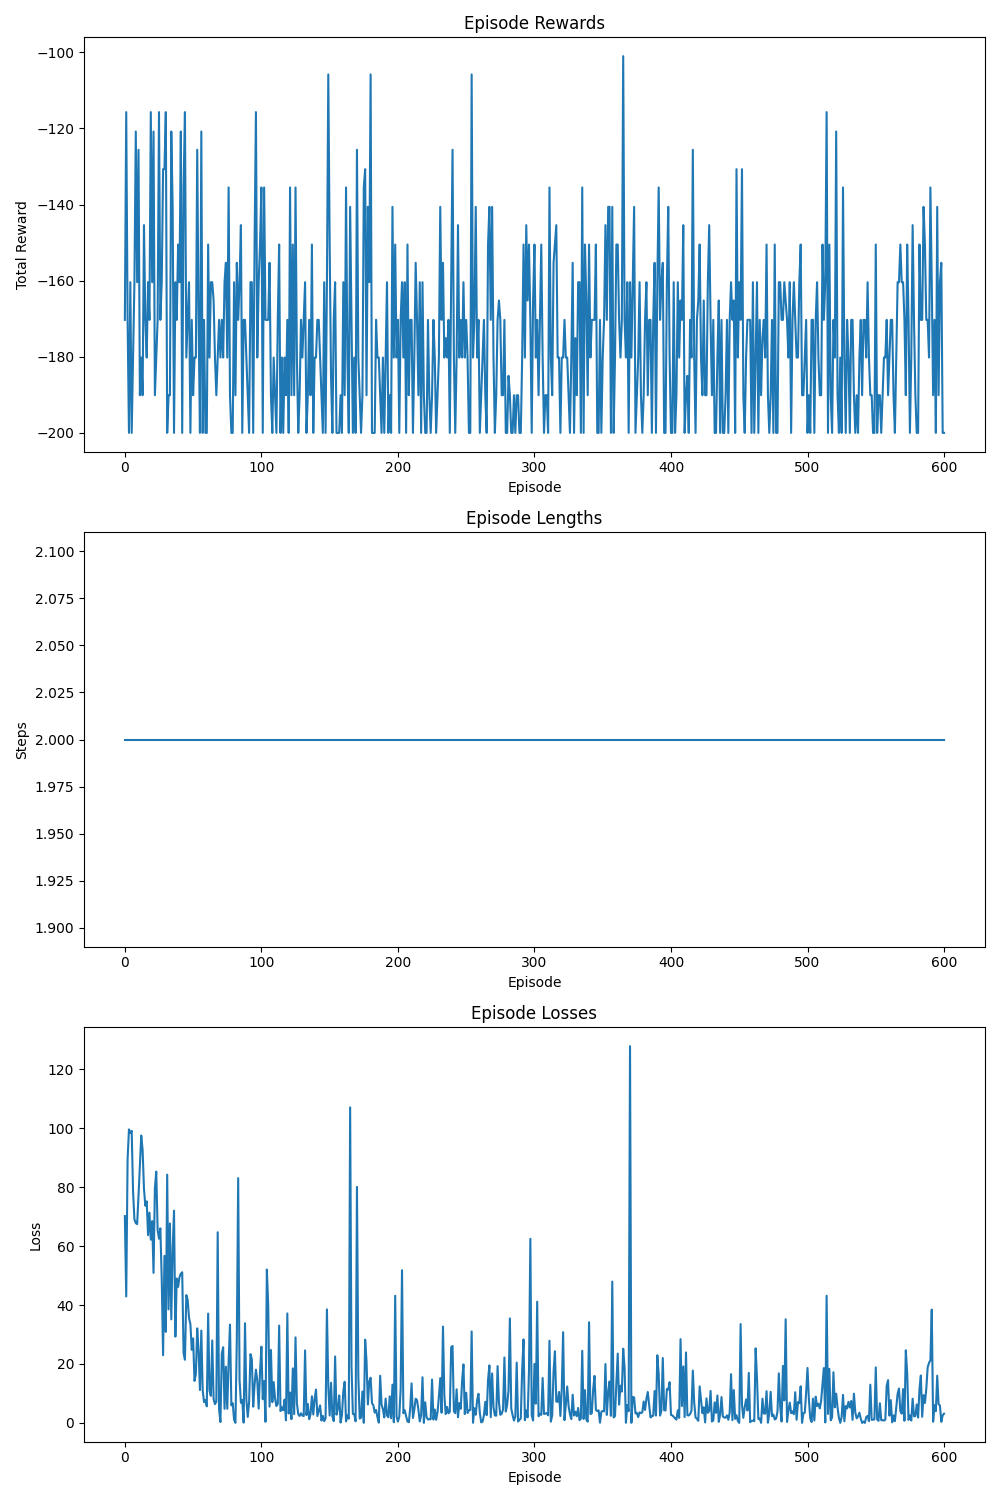 Episode Rewards
−100
−120
−140
−160
−180
−200
Total Reward
0 100 200 300 400 500 600
Episode
Episode Lengths
2.100
2.075
2.050
2.025
2.000
1.975
1.950
1.925
1.900
Steps
0 100 200 300 400 500 600
Episode
Episode Losses
120
100
80
60
40
20
0
Loss
0 100 200 300 400 500 600
Episode